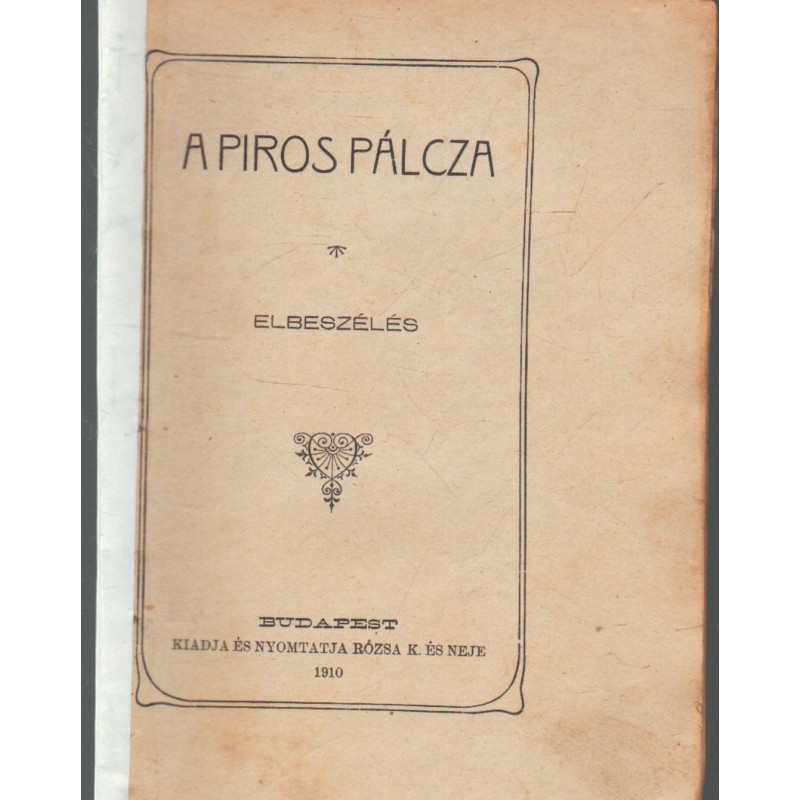 A PIROS PÁLCZA
ELBESZÉLÉS
BUDAPEST
KIADJA ÉS NYOMTATJA RÓZSA K. ÉS NEJE
1910